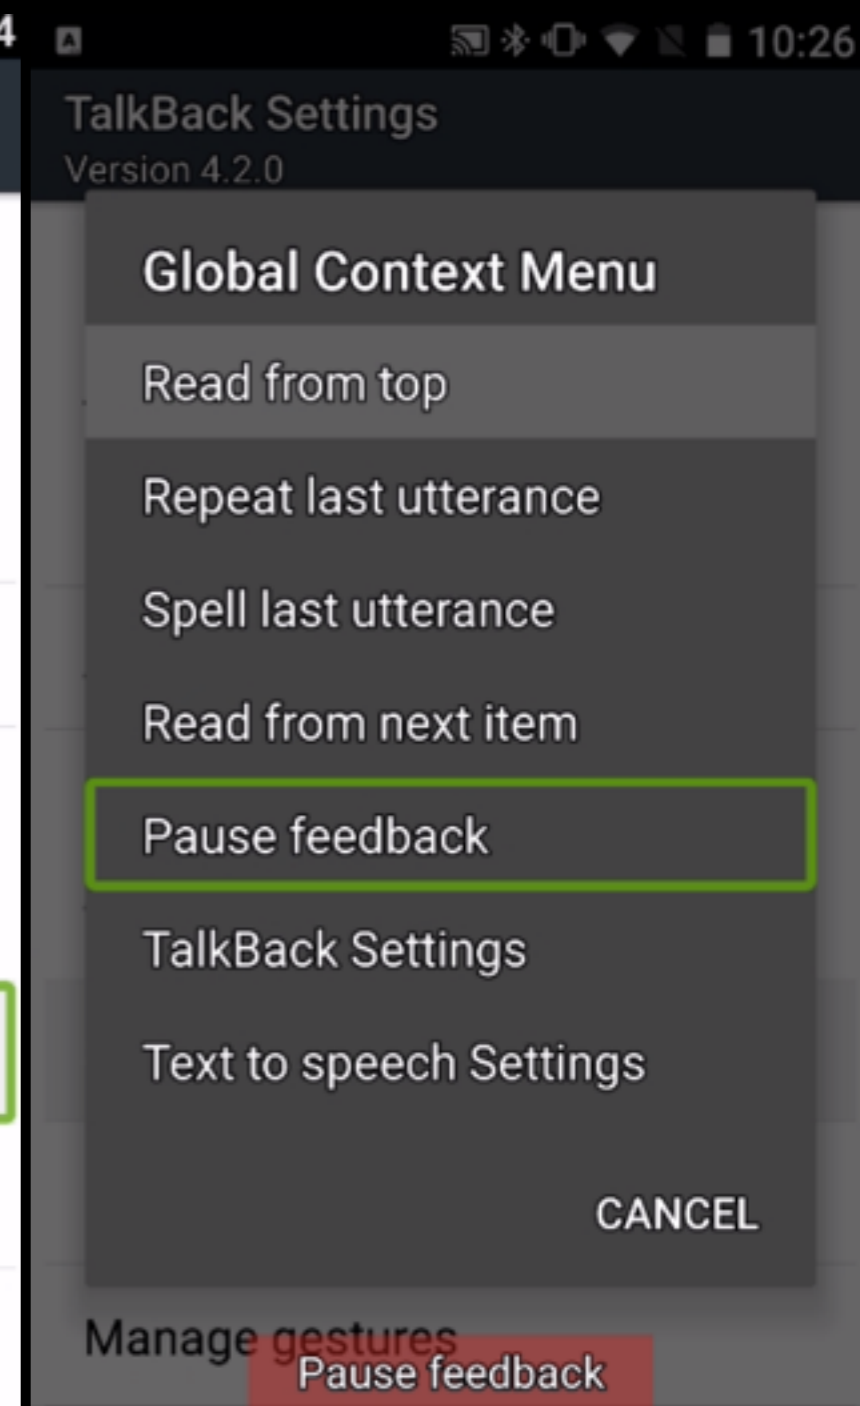 4
A
10:26
TalkBack Settings
Version 4.2.0
Global Context Menu
Read from top
Repeat last utterance
Spell last utterance
Read from next item
Pause feedback
TalkBack Settings
Text to speech Settings
CANCEL
Manage gestures
Pause feedback